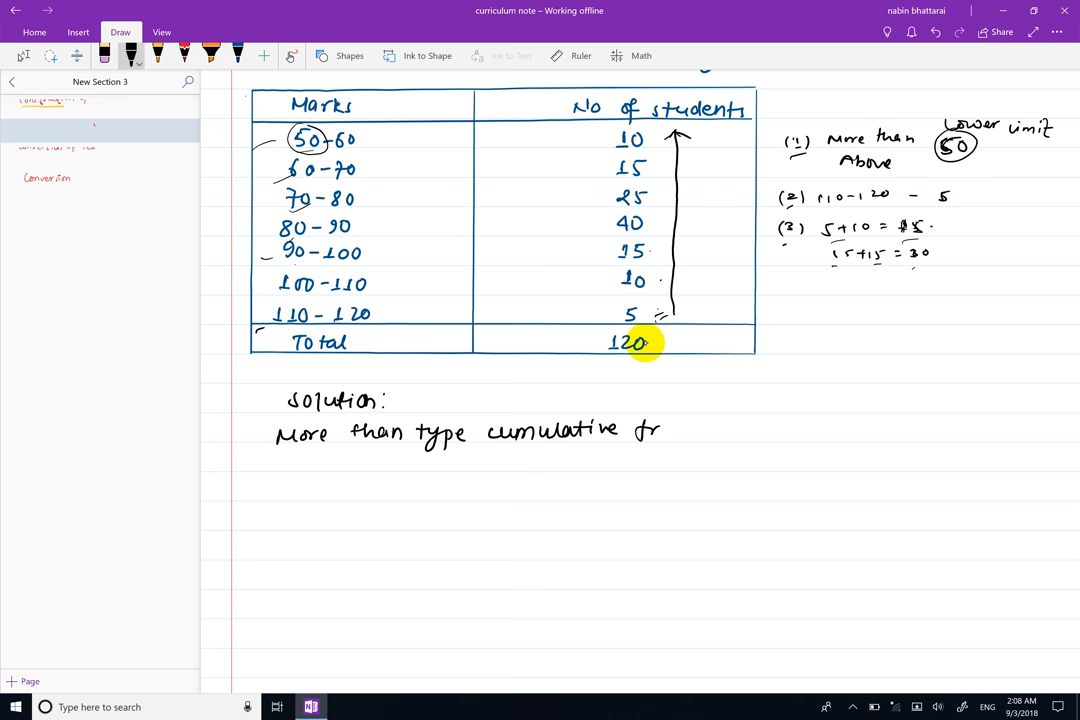 curriculum note – Working offline
nabin bhattarai
Home Insert Draw View
Share
Shapes Ink to Shape Ink to Text Ruler Math
New Section 3
Conversion
Page
Marks No of students
50-60 10
60-70 15
70-80 25
80-90 40
90-100 15
100-110 10
110-120 5
Total 120
Lower limit
(1) More than 50
Above
(2) 110-120 - 5
(3) 5+10 = 15.
15+15 = 30
Solution:
More than type cumulative fr
Type here to search
ENG
2:08 AM
9/3/2018